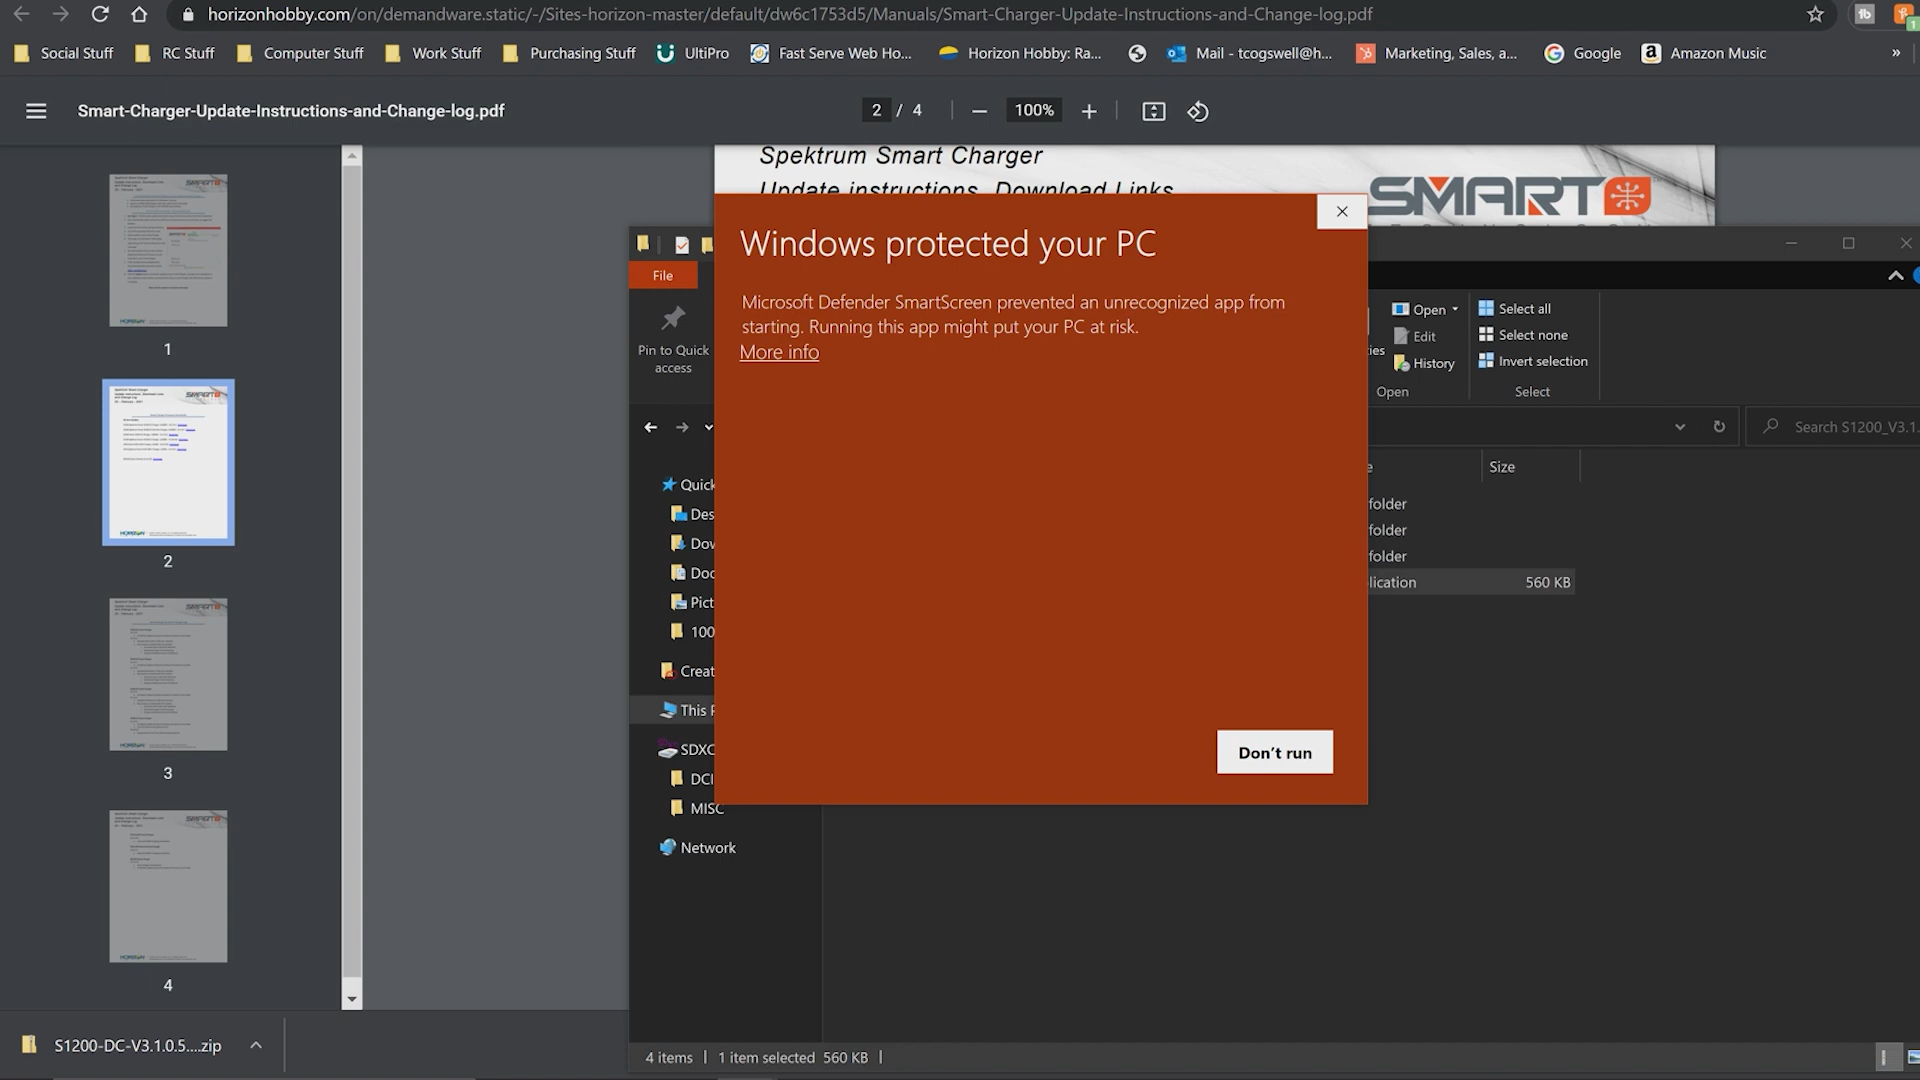 horizonhobby.com/on/demandware.static/-/Sites-horizon-master/default/dw6c1753d5/Manuals/Smart-Charger-Update-Instructions-and-Change-log.pdf
Social Stuff RC Stuff Computer Stuff Work Stuff Purchasing Stuff UltiPro Fast Serve Web Ho... Horizon Hobby: Ra... Mail - tcogswell@h... Marketing, Sales, a... Google Amazon Music »
Smart-Charger-Update-Instructions-and-Change-log.pdf
2 / 4 100%
Spektrum Smart Charger
Update instructions, Download Links
SMART
1
2
3
4
Windows protected your PC
Microsoft Defender SmartScreen prevented an unrecognized app from
starting. Running this app might put your PC at risk.
More info
Don't run
File
Pin to Quick
access
Open
Edit
History
Open
Select all
Select none
Invert selection
Select
Search S1200_V3.1.
Size
Quick
Des
Dow
Doc
Pict
100
Creat
This P
SDXC
DCI
MISC
Network
folder
folder
folder
lication 560 KB
4 items 1 item selected 560 KB
S1200-DC-V3.1.0.5....zip